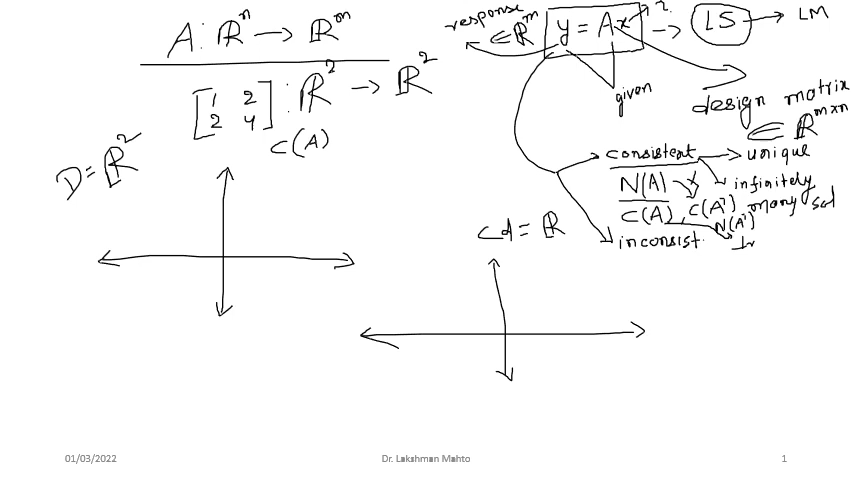 A : ℝⁿ → ℝᵐ
[1 2
2 4] : ℝ² → ℝ²
C(A)
D = ℝ²
response ∈ ℝᵐ
y = Ax → LS → LM
given
design matrix
∈ ℝᵐˣⁿ
consistent → unique
infinitely
many sol
N(A)
C(A), C(Aᵀ)
N(Aᵀ)
inconsist.
Cd = ℝ
01/03/2022 Dr. Lakshman Mahto 1